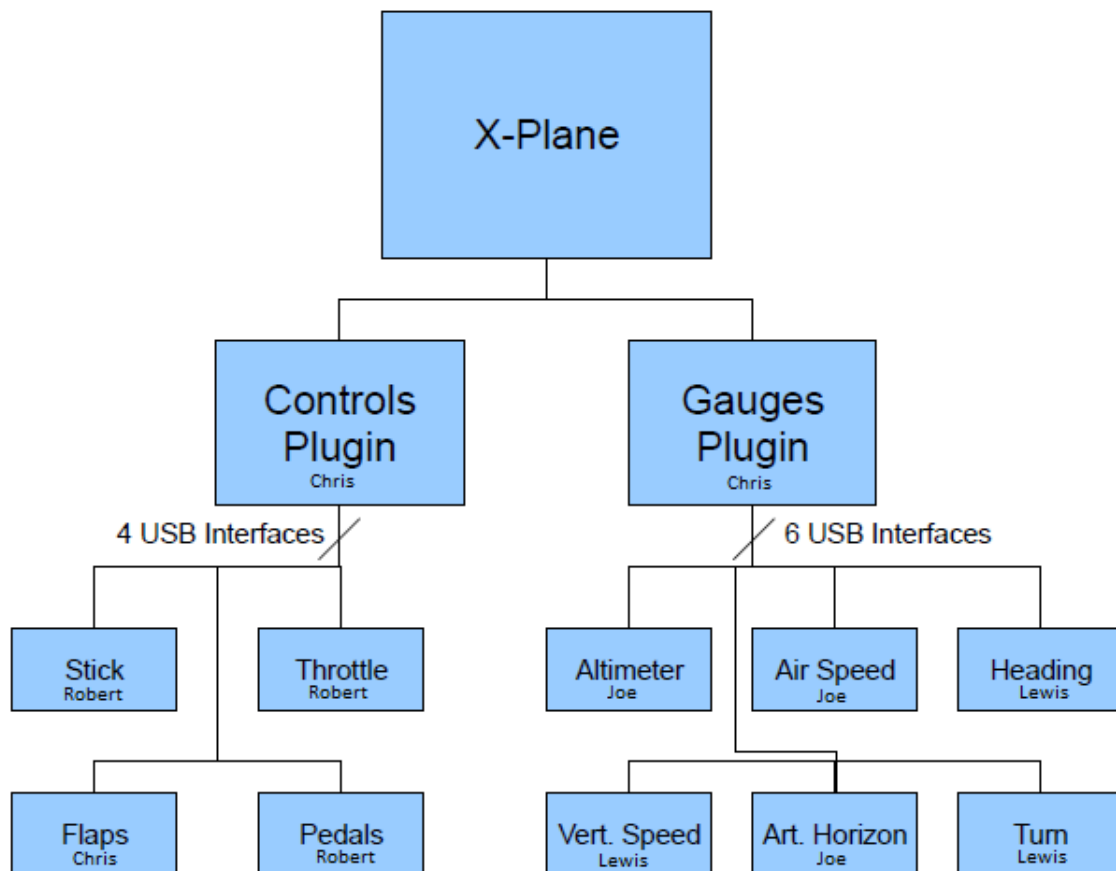 X-Plane
Controls
Plugin
Chris
Gauges
Plugin
Chris
4 USB Interfaces
6 USB Interfaces
Stick
Robert
Throttle
Robert
Altimeter
Joe
Air Speed
Joe
Heading
Lewis
Flaps
Chris
Pedals
Robert
Vert. Speed
Lewis
Art. Horizon
Joe
Turn
Lewis